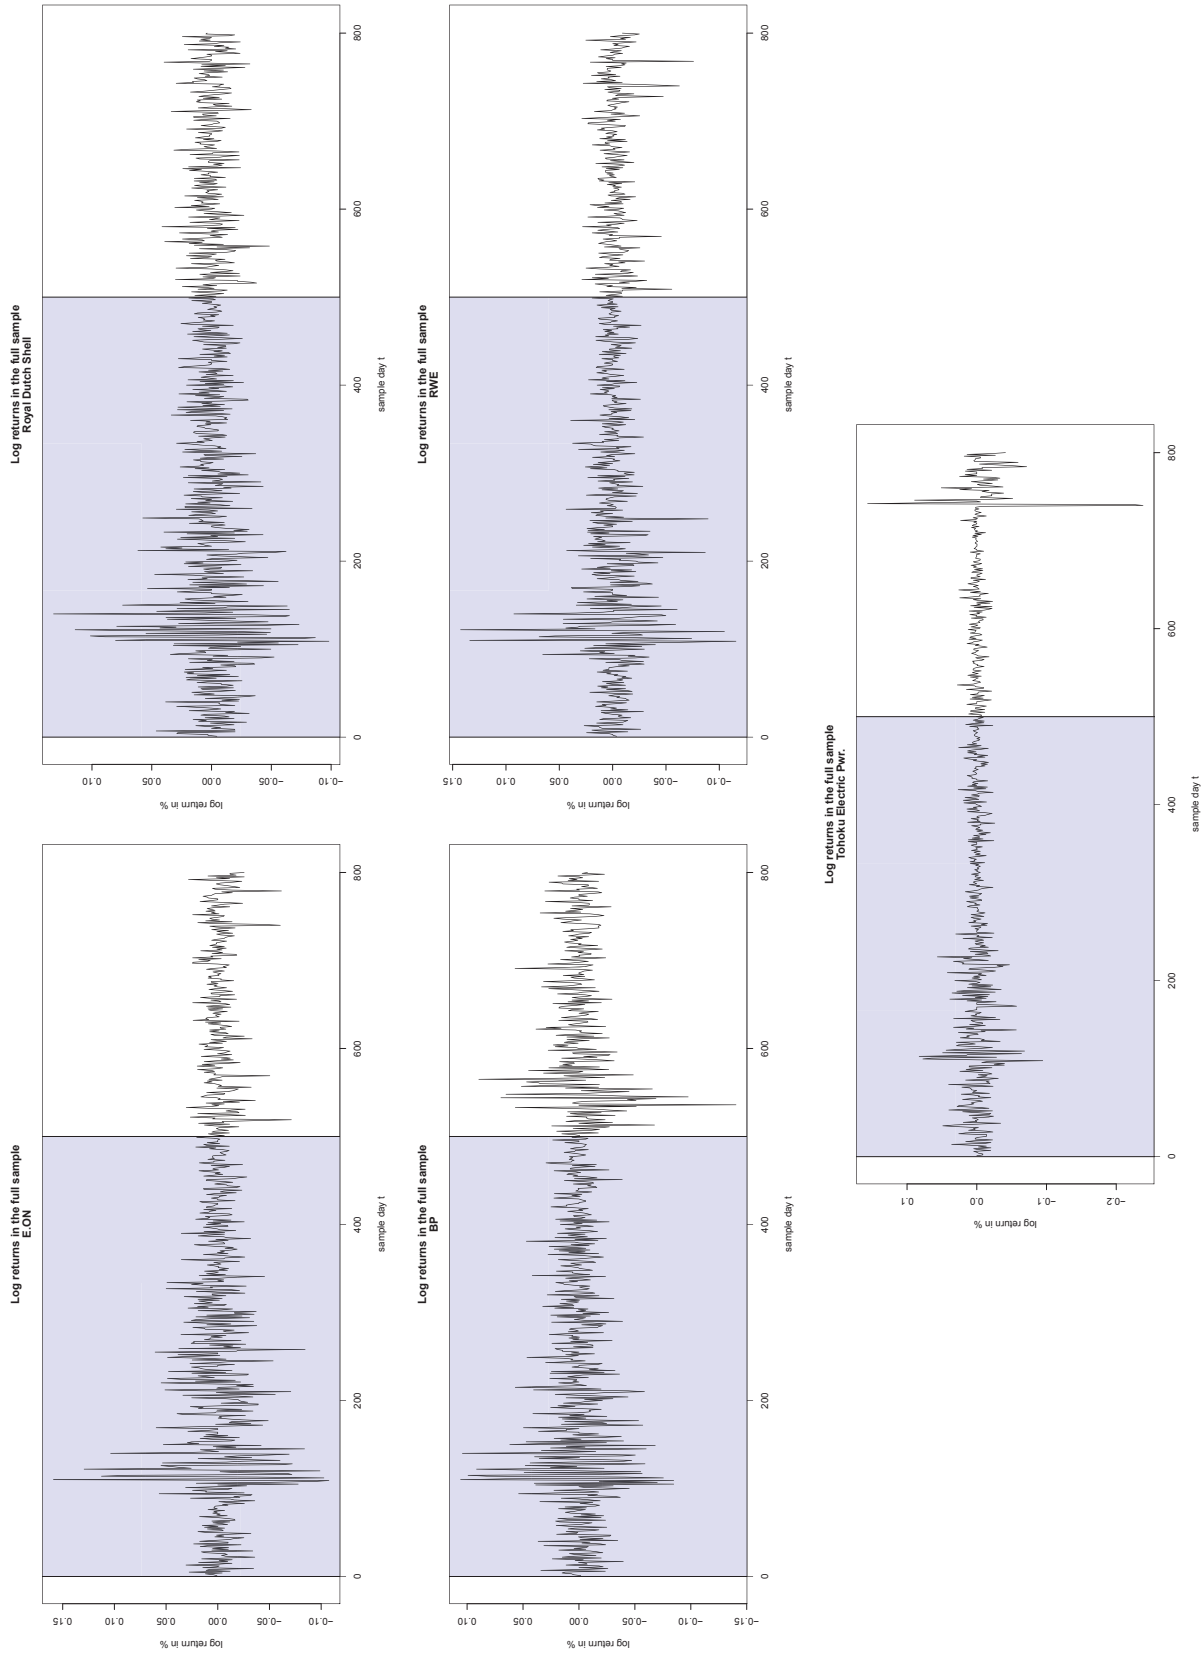 Log returns in the full sample
E.ON
log return in %
0.15
0.10
0.05
0.00
−0.05
−0.10
0 200 400 600 800
sample day t
Log returns in the full sample
Royal Dutch Shell
log return in %
0.10
0.05
0.00
−0.05
−0.10
0 200 400 600 800
sample day t
Log returns in the full sample
BP
log return in %
0.10
0.05
0.00
−0.05
−0.10
−0.15
0 200 400 600 800
sample day t
Log returns in the full sample
RWE
log return in %
0.15
0.10
0.05
0.00
−0.05
−0.10
0 200 400 600 800
sample day t
Log returns in the full sample
Tohoku Electric Pwr.
log return in %
0.1
0.0
−0.1
−0.2
0 200 400 600 800
sample day t